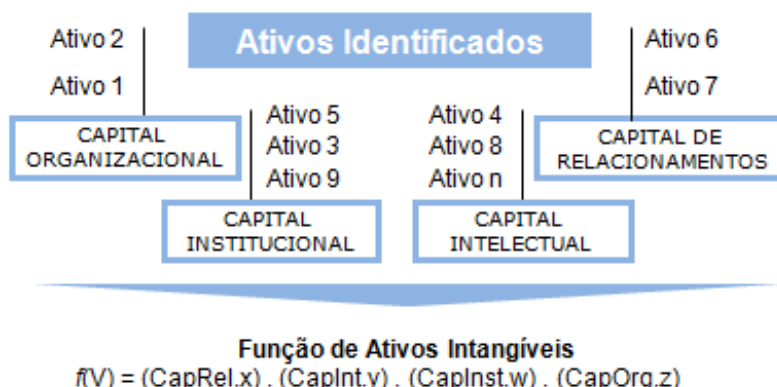 Ativos Identificados
Ativo 2
Ativo 1
CAPITAL
ORGANIZACIONAL
Ativo 5
Ativo 3
Ativo 9
CAPITAL
INSTITUCIONAL
Ativo 4
Ativo 8
Ativo n
CAPITAL
INTELECTUAL
Ativo 6
Ativo 7
CAPITAL DE
RELACIONAMENTOS
Função de Ativos Intangíveis
f(V) = (CapRel.x) . (CapInt.y) . (CapInst.w) . (CapOrg.z)